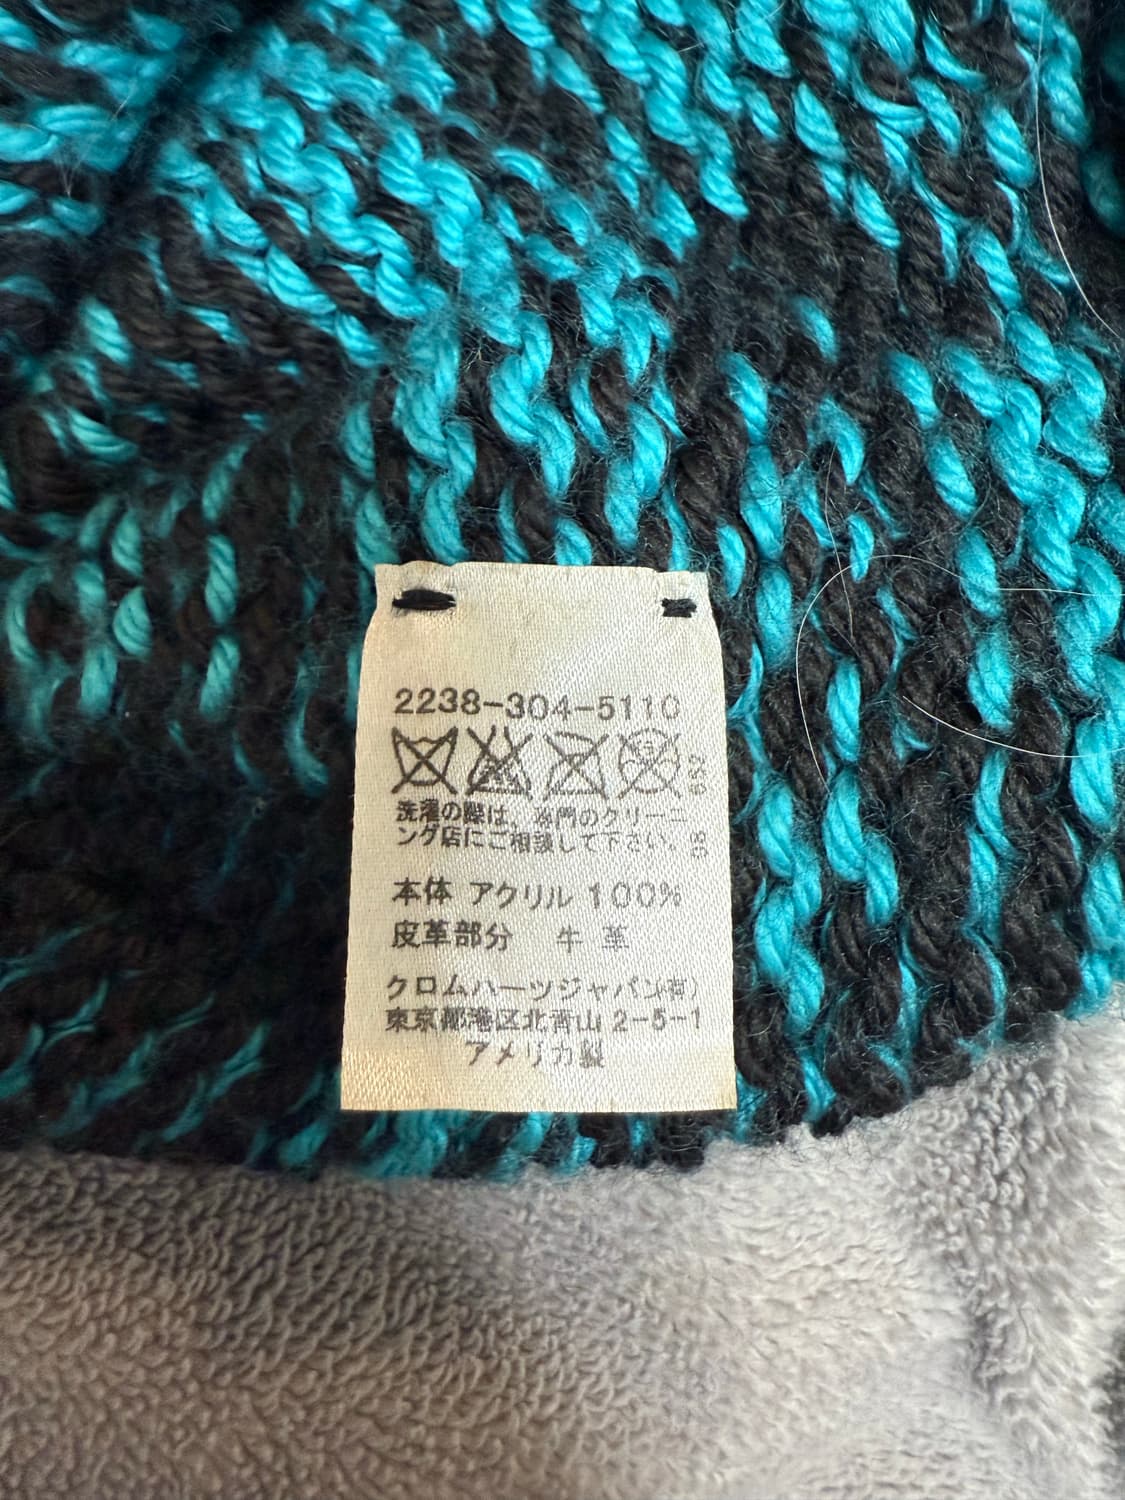 2238-304-5110
洗濯の際は、専門のクリーニ
ング店にご相談して下さい。
本体 アクリル 100%
皮革部分 牛革
クロムハーツジャパン(有)
東京都港区北青山 2-5-1
アメリカ製
652